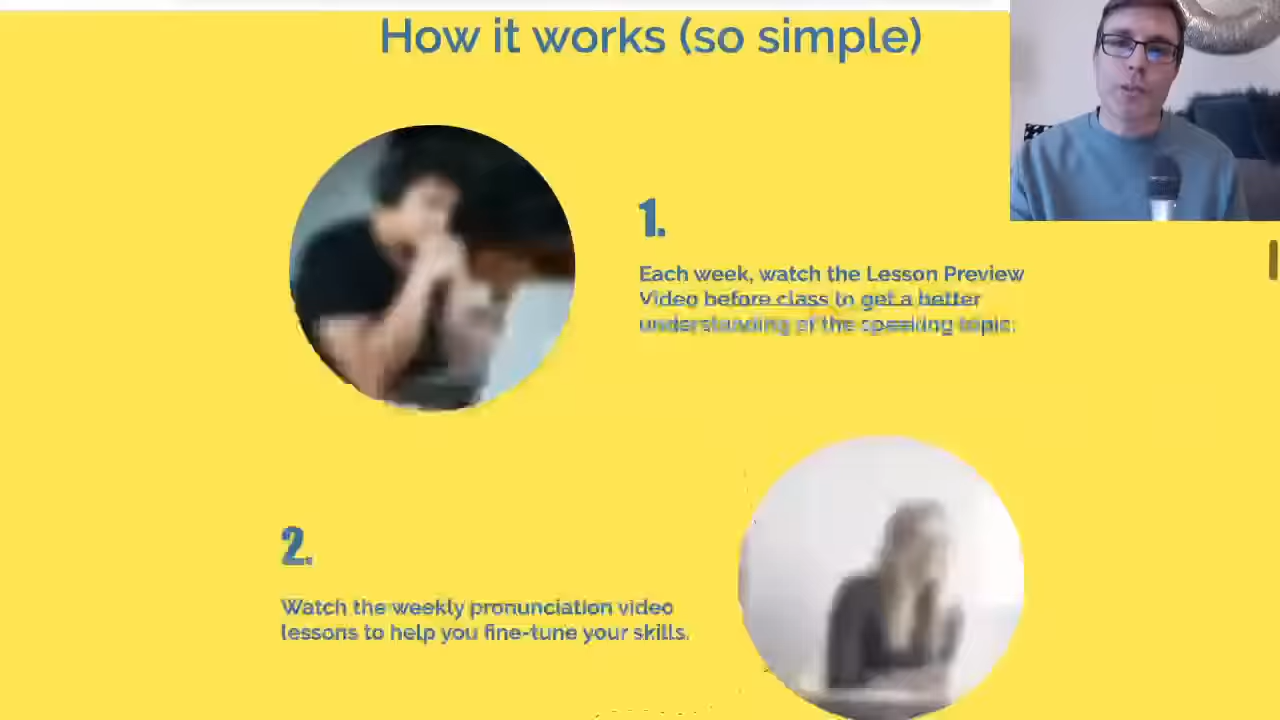 How it works (so simple)
1.
Each week, watch the Lesson Preview
Video before class to get a better
understanding of the speaking topic.
2.
Watch the weekly pronunciation video
lessons to help you fine-tune your skills.